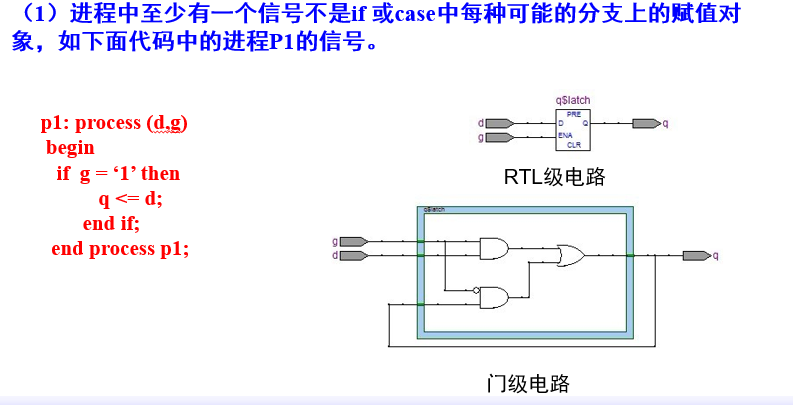 （1）进程中至少有一个信号不是if 或case中每种可能的分支上的赋值对
象，如下面代码中的进程P1的信号。
p1: process (d,g)
begin
if g = ‘1’ then
q <= d;
end if;
end process p1;
q$latch
PRE
d
D
Q
q
g
ENA
CLR
RTL级电路
q$latch
g
d
q
门级电路